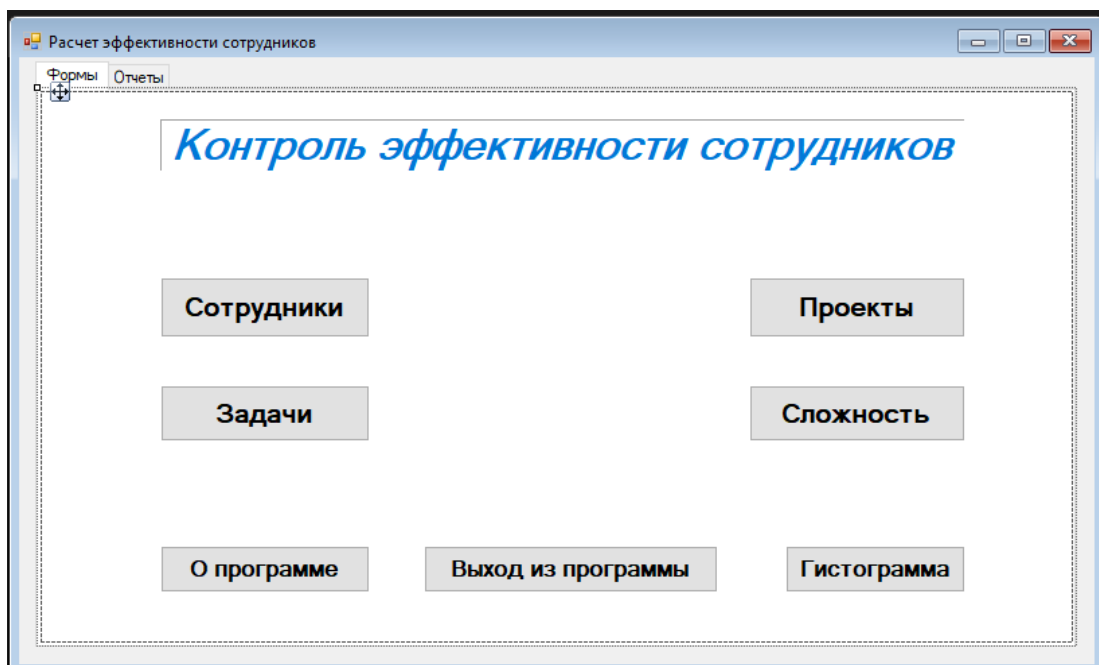 Расчет эффективности сотрудников
Формы Отчеты
Контроль эффективности сотрудников
Сотрудники Проекты
Задачи Сложность
О программе Выход из программы Гистограмма